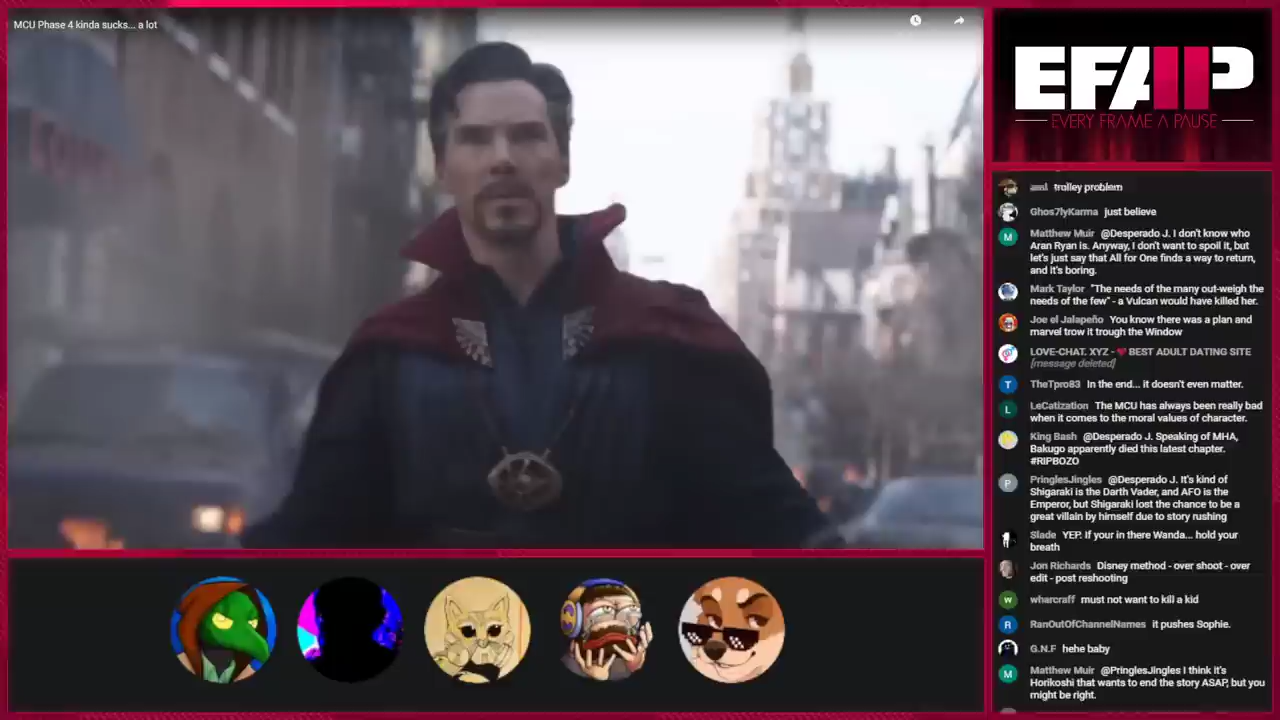 MCU Phase 4 kinda sucks... a lot
EFAP
EVERY FRAME A PAUSE
trolley problem
Ghos7lyKarma just believe
Matthew Muir @Desperado J. I don't know who
Aran Ryan is. Anyway, I don't want to spoil it, but
let's just say that All for One finds a way to return,
and it's boring.
Mark Taylor "The needs of the many out-weigh the
needs of the few" - a Vulcan would have killed her.
Joe el Jalapeño You know there was a plan and
marvel trow it trough the Window
LOVE-CHAT. XYZ - ❤ BEST ADULT DATING SITE
[message deleted]
TheTpro83 In the end... it doesn't even matter.
LeCatization The MCU has always been really bad
when it comes to the moral values of character.
King Bash @Desperado J. Speaking of MHA,
Bakugo apparently died this latest chapter.
#RIPBOZO
PringlesJingles @Desperado J. It's kind of
Shigaraki is the Darth Vader, and AFO is the
Emperor, but Shigaraki lost the chance to be a
great villain by himself due to story rushing
Slade YEP. If your in there Wanda... hold your
breath
Jon Richards Disney method - over shoot - over
edit - post reshooting
wharcraff must not want to kill a kid
RanOutOfChannelNames it pushes Sophie.
G.N.F hehe baby
Matthew Muir @PringlesJingles I think it's
Horikoshi that wants to end the story ASAP, but you
might be right.